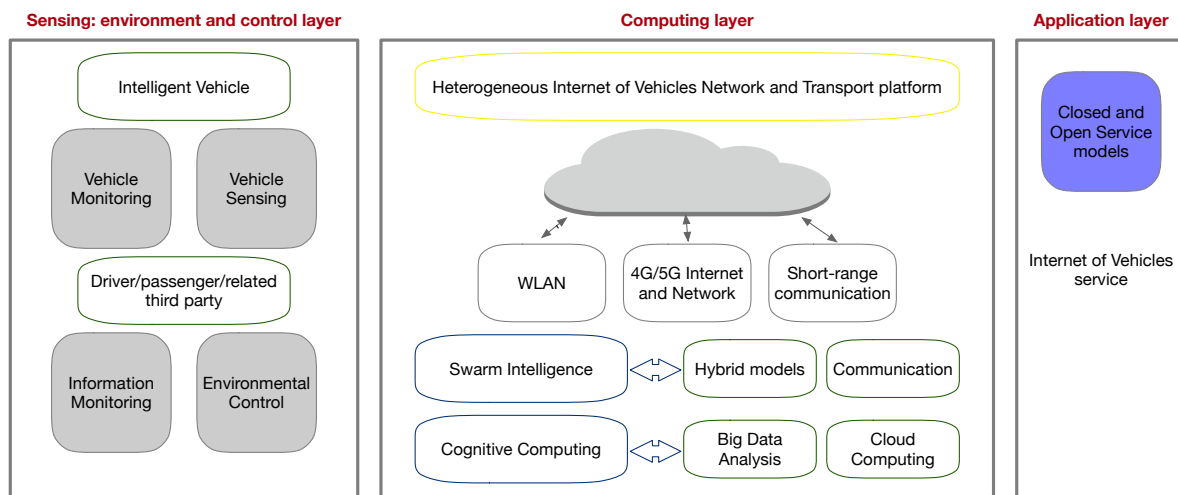 Sensing: environment and control layer
Intelligent Vehicle
Vehicle
Monitoring
Vehicle
Sensing
Driver/passenger/related
third party
Information
Monitoring
Environmental
Control
Computing layer
Heterogeneous Internet of Vehicles Network and Transport platform
WLAN
4G/5G Internet
and Network
Short-range
communication
Swarm Intelligence
Hybrid models
Communication
Cognitive Computing
Big Data
Analysis
Cloud
Computing
Application layer
Closed and
Open Service
models
Internet of Vehicles
service